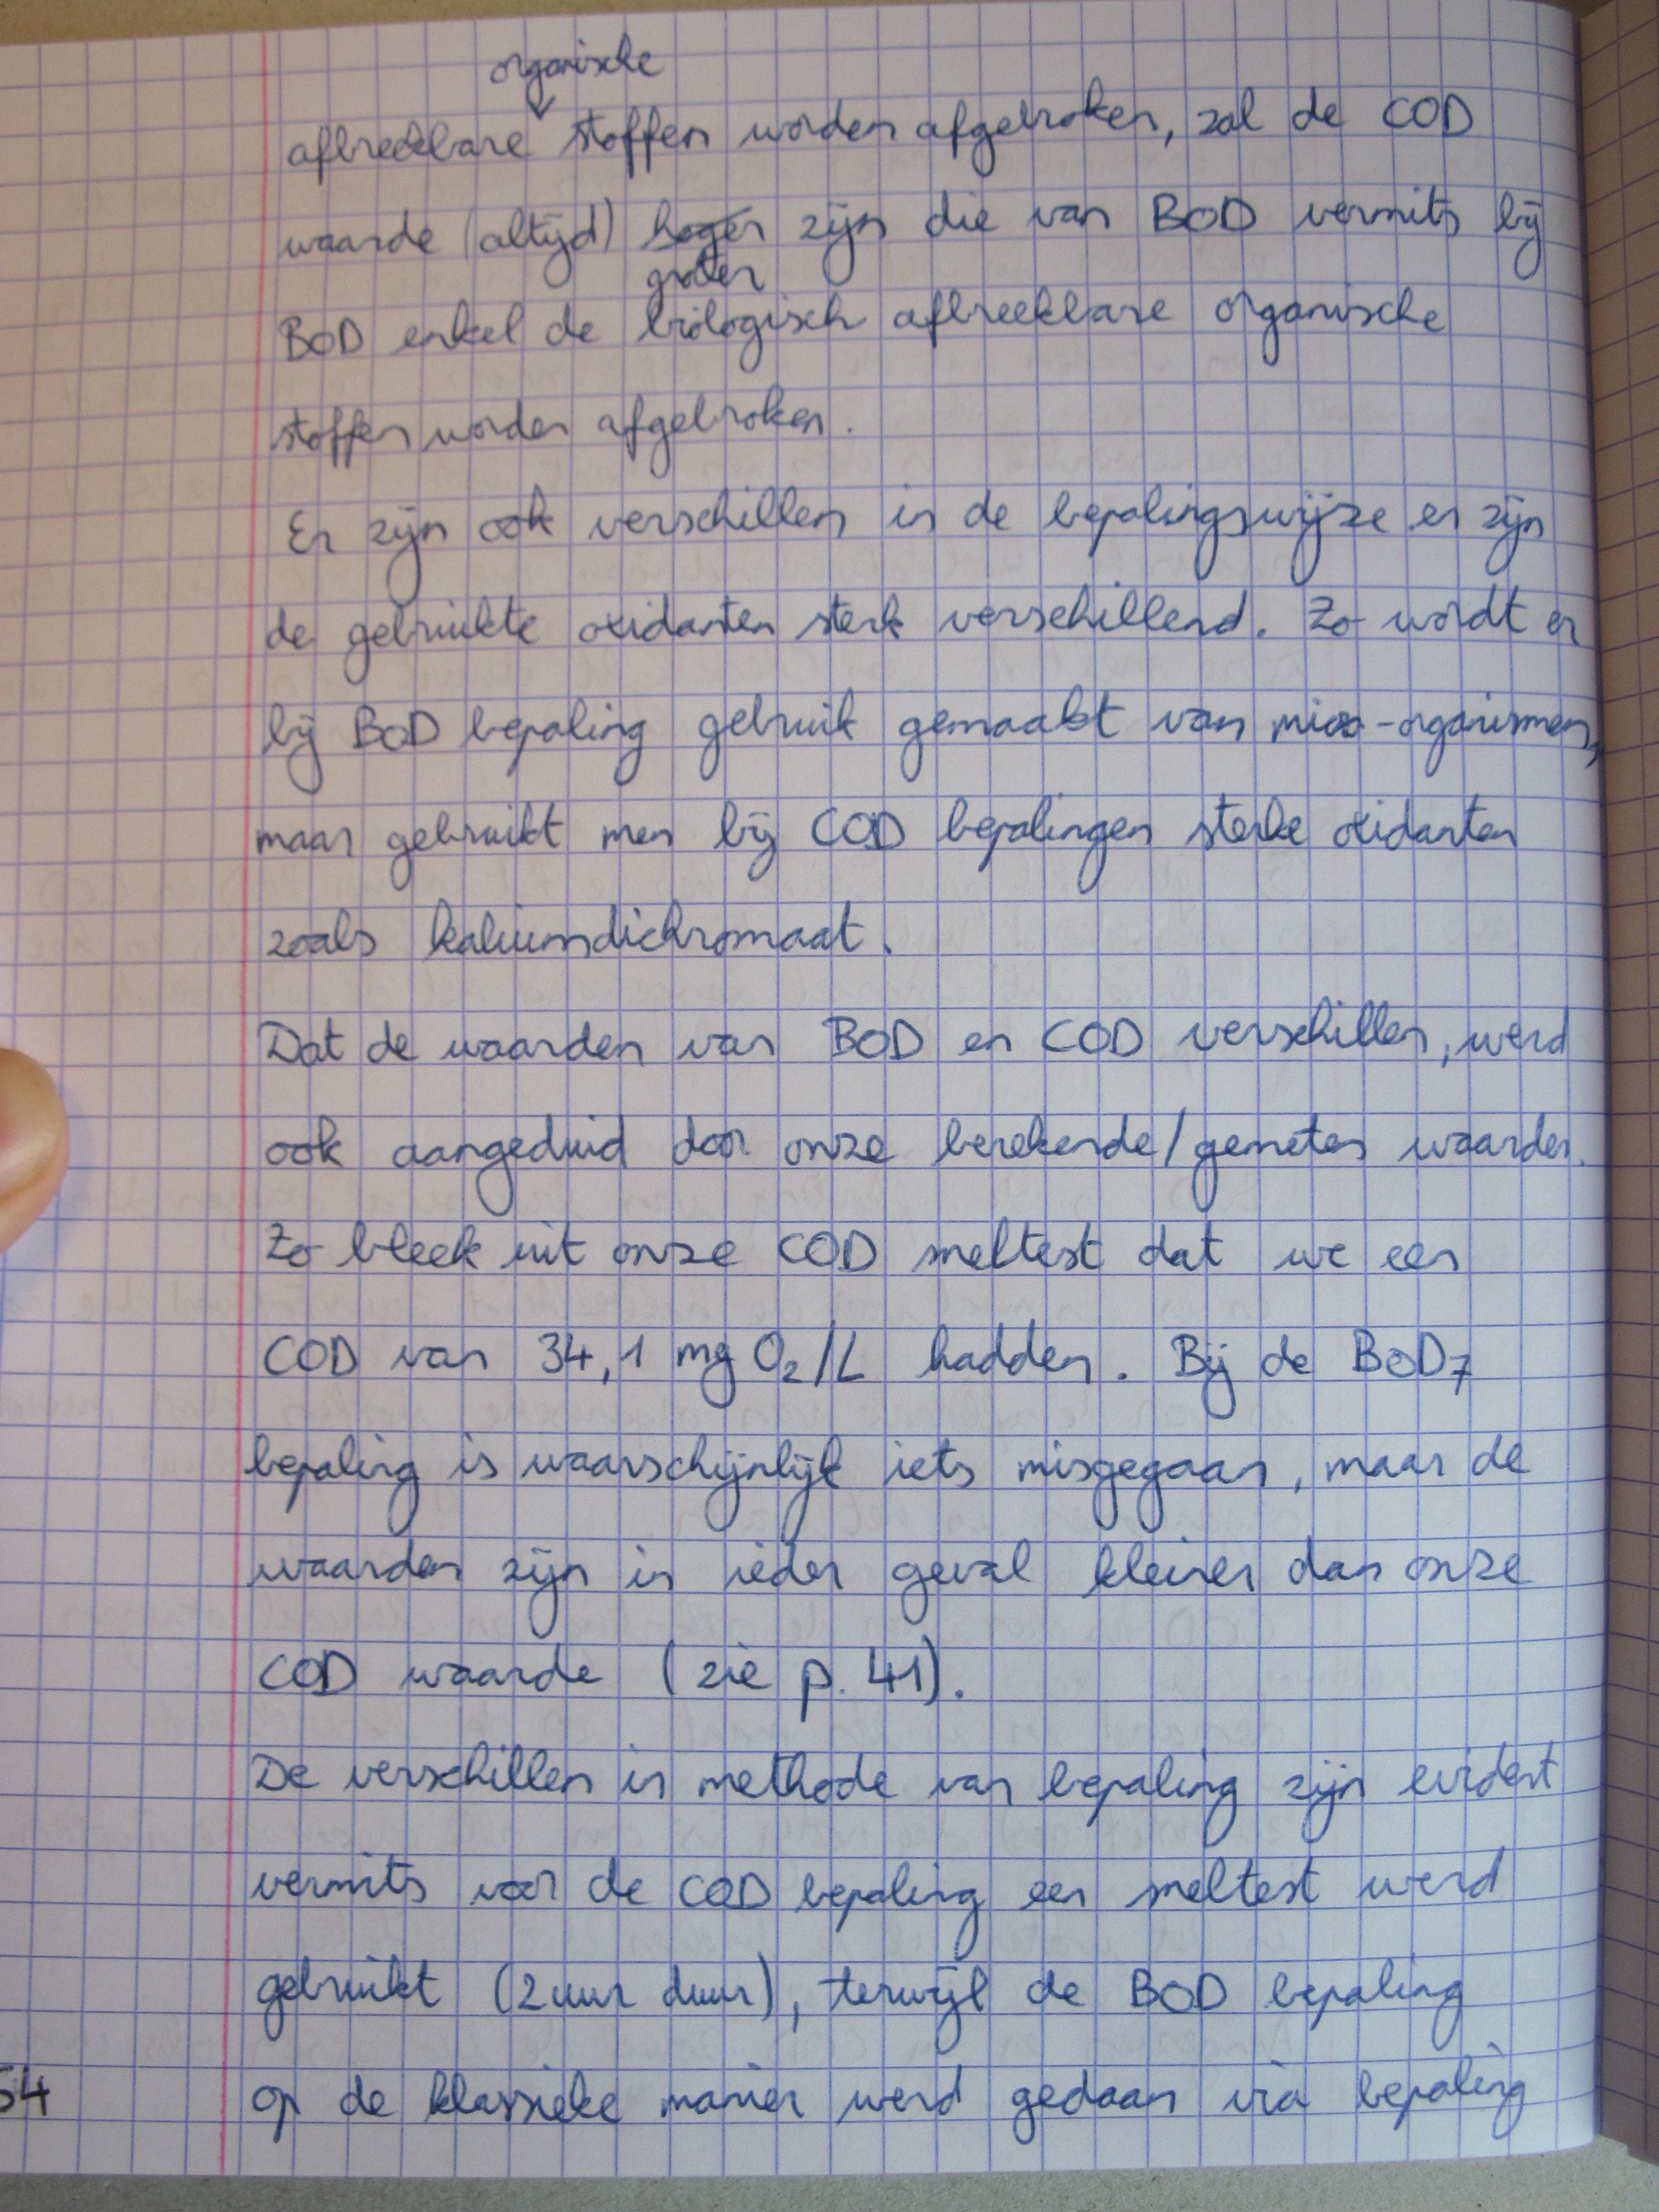 organische
afbreekbare stoffen worden afgebroken, zal de COD
waarde (altijd) hoger zijn die van BOD vermits bij
groter
BOD enkel de biologisch afbreekbare organische
stoffen worden afgebroken.
Er zijn ook verschillen in de bepalingswijze en zijn
de gebruikte oxidanten sterk verschillend. Zo wordt er
bij BOD bepaling gebruik gemaakt van micro-organismen,
maar gebruikt men bij COD bepalingen sterke oxidanten
zoals kaliumdichromaat.
Dat de waarden van BOD en COD verschillen, werd
ook aangeduid door onze berekende/gemeten waarden.
Zo bleek uit onze COD sneltest dat we een
COD van 34,1 mg O₂/L hadden. Bij de BOD₇
bepaling is waarschijnlijk iets misgegaan, maar de
waarden zijn in ieder geval kleiner dan onze
COD waarde (zie p. 41).
De verschillen in methode van bepaling zijn evident
vermits voor de COD bepaling een sneltest werd
gebruikt (2 uur duur), terwijl de BOD bepaling
54 op de klassieke manier werd gedaan via bepaling